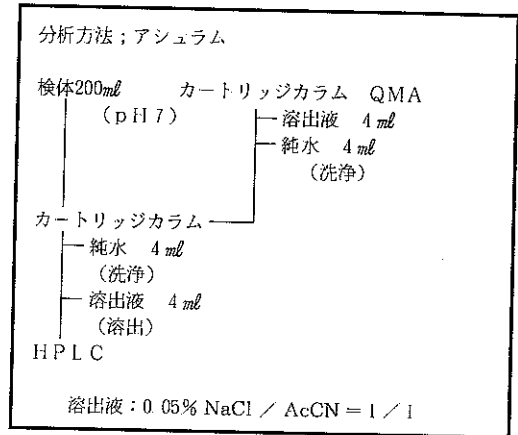 分析方法；アシュラム
検体200㎖　カートリッジカラム　QMA
（pH7）　溶出液　4㎖
純水　4㎖
（洗浄）
カートリッジカラム
純水　4㎖
（洗浄）
溶出液　4㎖
（溶出）
HPLC
溶出液：0.05% NaCl / AcCN = 1 / 1